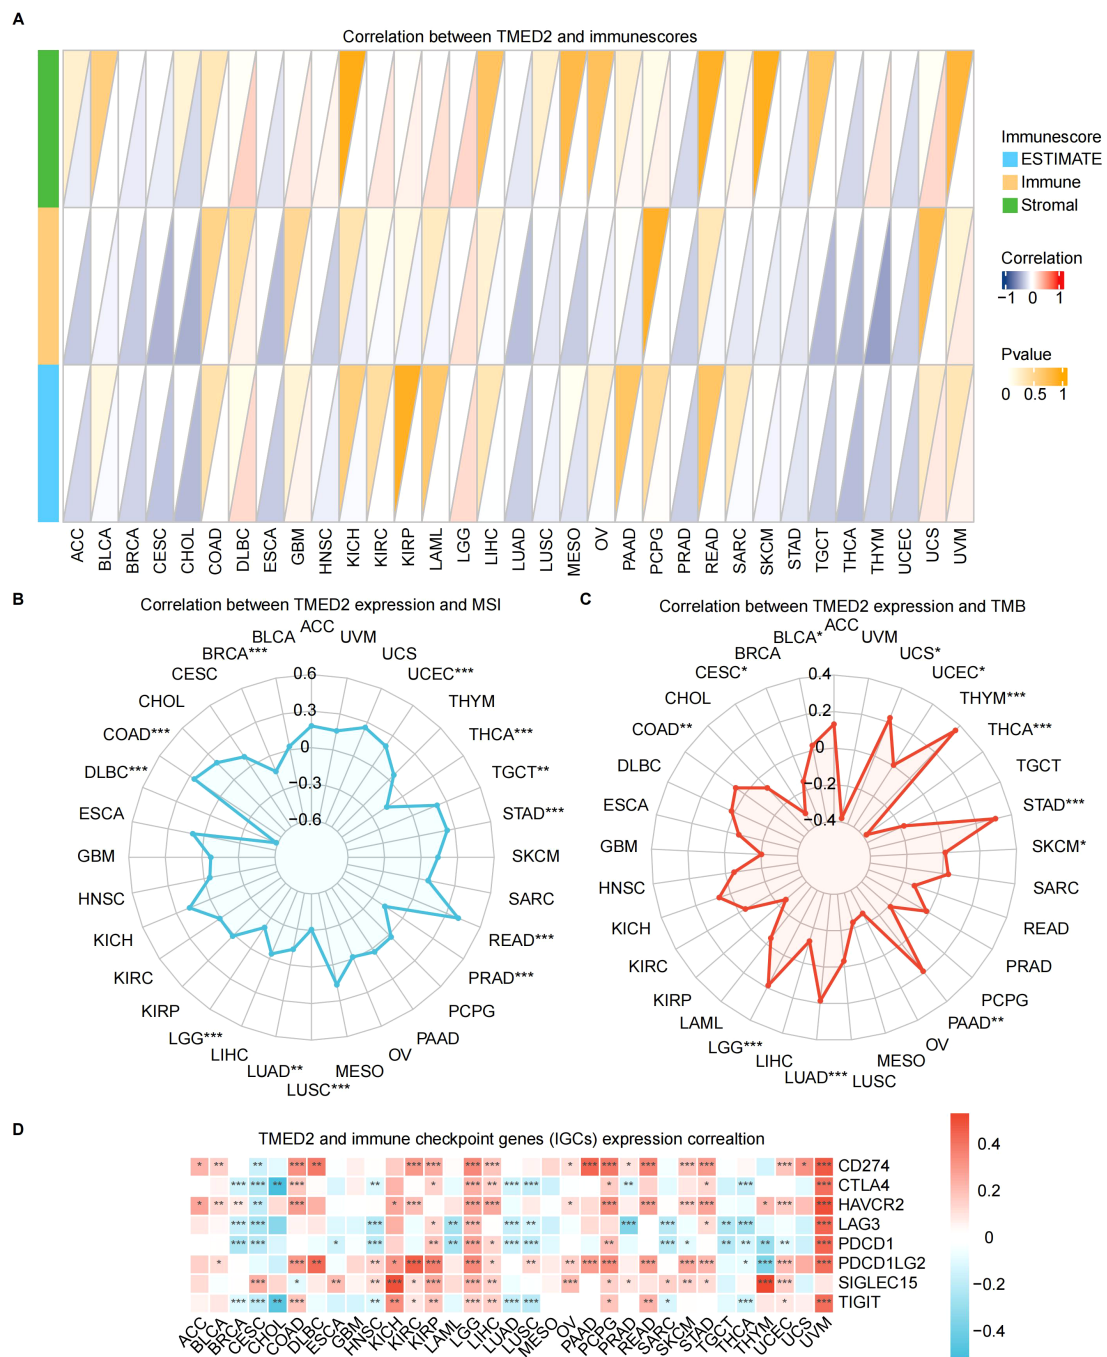 A
Correlation between TMED2 and immunescores
Immunescore
ESTIMATE
Immune
Stromal
Correlation
−1 0 1
Pvalue
0 0.5 1
ACC BLCA BRCA CESC CHOL COAD DLBC ESCA GBM HNSC KICH KIRC KIRP LAML LGG LIHC LUAD LUSC MESO OV PAAD PCPG PRAD READ SARC SKCM STAD TGCT THCA THYM UCEC UCS UVM
B
Correlation between TMED2 expression and MSI
ACC
BLCA
BRCA***
CESC
CHOL
COAD***
DLBC***
ESCA
GBM
HNSC
KICH
KIRC
KIRP
LGG***
LIHC
LUAD**
LUSC***
MESO
OV
PAAD
PCPG
PRAD***
READ***
SARC
SKCM
STAD***
TGCT**
THCA***
THYM
UCEC***
UCS
UVM
0.6
0.3
0
−0.3
−0.6
C
Correlation between TMED2 expression and TMB
ACC
BLCA*
BRCA
CESC*
CHOL
COAD**
DLBC
ESCA
GBM
HNSC
KICH
KIRC
KIRP
LAML
LGG***
LIHC
LUAD***
LUSC
MESO
OV
PAAD**
PCPG
PRAD
READ
SARC
SKCM*
STAD***
TGCT
THCA***
THYM***
UCEC*
UCS*
UVM
0.4
0.2
0
−0.2
−0.4
D
TMED2 and immune checkpoint genes (IGCs) expression correaltion
CD274
CTLA4
HAVCR2
LAG3
PDCD1
PDCD1LG2
SIGLEC15
TIGIT
ACC BLCA BRCA CESC CHOL COAD DLBC ESCA GBM HNSC KICH KIRC KIRP LAML LGG LIHC LUAD LUSC MESO OV PAAD PCPG PRAD READ SARC SKCM STAD TGCT THCA THYM UCEC UCS UVM
0.4
0.2
0
−0.2
−0.4